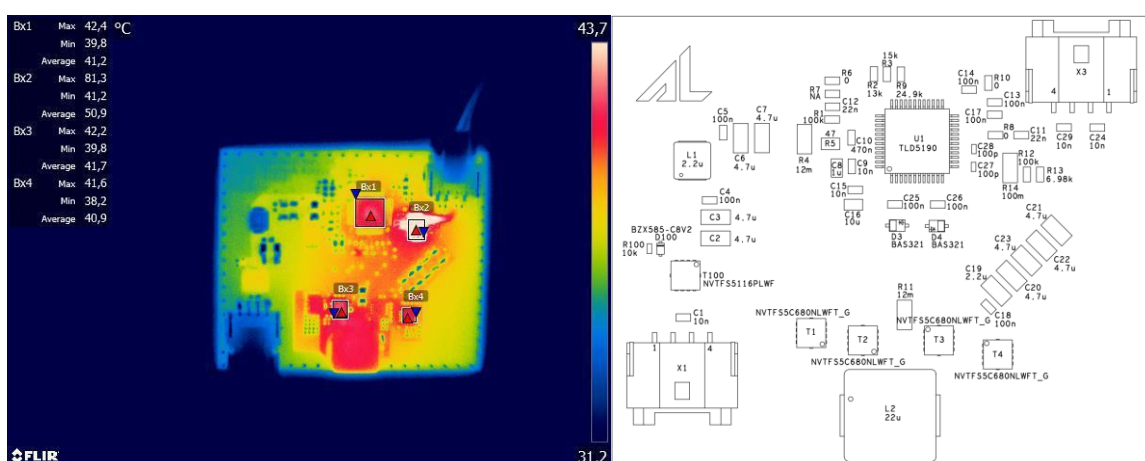 Bx1 Max 42,4 °C
Min 39,8
Average 41,2
Bx2 Max 81,3
Min 41,2
Average 50,9
Bx3 Max 42,2
Min 39,8
Average 41,7
Bx4 Max 41,6
Min 38,2
Average 40,9
43,7
Bx1
Bx2
Bx3
Bx4
31,2
FLIR
AL
X3
4 1
15k
R3
R2
13k
R9
24.9k
R6
0
R7
NA
C12
22n
R1
100k
C14
100n
R10
0
C13
100n
C17
100n
R8
0
C11
22n
C29
10n
C24
10n
C5
100n
C7
4.7u
C6
4.7u
L1
2.2u
R4
12m
47
R5
C10
470n
C8
1u
C9
10n
U1
TLD5190
C28
100p
C27
100p
R12
100k
R14
100m
R13
6.98k
C15
10n
C16
10u
C4
100n
C3 4.7u
C2 4.7u
C25
100n
C26
100n
D3
BAS321
D4
BAS321
BZX585-C8V2
D100
R100
10k
T100
NVTFS5116PLWF
C21
4.7u
C23
4.7u
C19
2.2u
C22
4.7u
C20
4.7u
C18
100n
R11
12m
C1
10n
NVTFS5C680NLWFT_G
NVTFS5C680NLWFT_G
T1
T2
T3
T4
NVTFS5C680NLWFT_G
NVTFS5C680NLWFT_G
1 4
X1
L2
22u